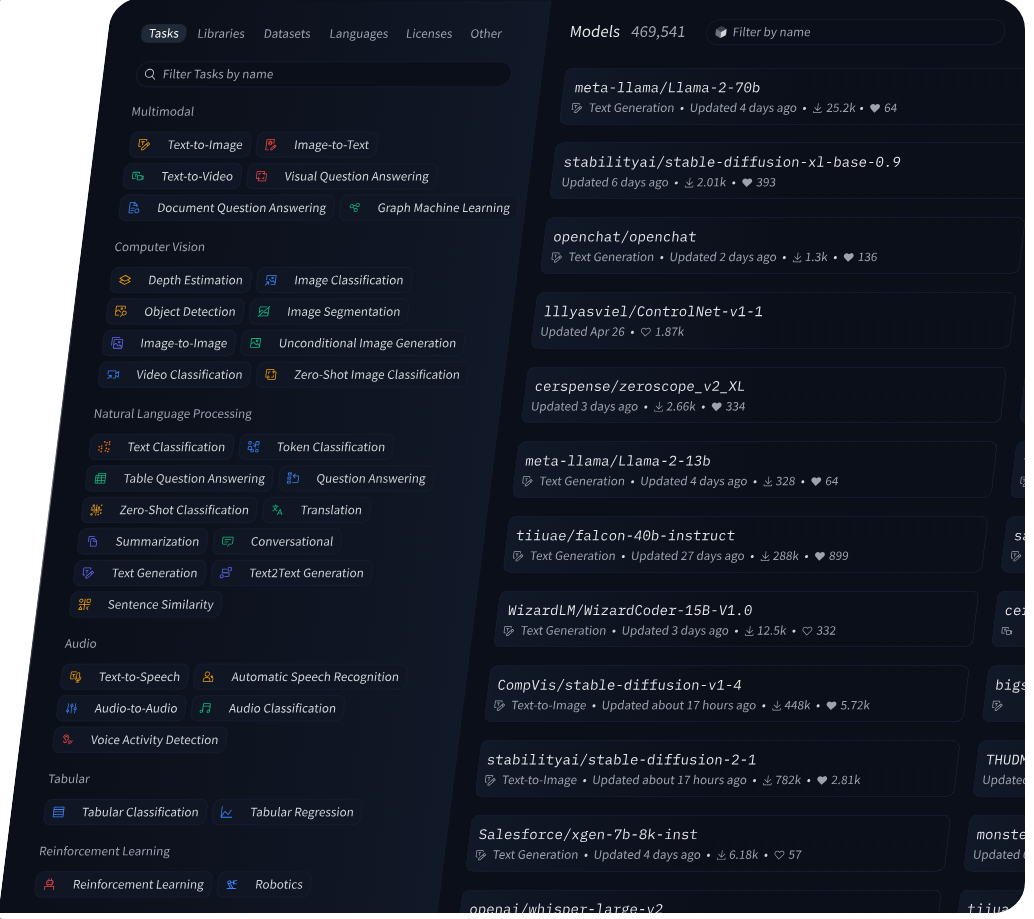 Tasks Libraries Datasets Languages Licenses Other
Filter Tasks by name
Multimodal
Text-to-Image Image-to-Text
Text-to-Video Visual Question Answering
Document Question Answering Graph Machine Learning
Computer Vision
Depth Estimation Image Classification
Object Detection Image Segmentation
Image-to-Image Unconditional Image Generation
Video Classification Zero-Shot Image Classification
Natural Language Processing
Text Classification Token Classification
Table Question Answering Question Answering
Zero-Shot Classification Translation
Summarization Conversational
Text Generation Text2Text Generation
Sentence Similarity
Audio
Text-to-Speech Automatic Speech Recognition
Audio-to-Audio Audio Classification
Voice Activity Detection
Tabular
Tabular Classification Tabular Regression
Reinforcement Learning
Reinforcement Learning Robotics
Models 469,541 Filter by name
meta-llama/Llama-2-70b
Text Generation • Updated 4 days ago • 25.2k • 64
stabilityai/stable-diffusion-xl-base-0.9
Updated 6 days ago • 2.01k • 393
openchat/openchat
Text Generation • Updated 2 days ago • 1.3k • 136
lllyasviel/ControlNet-v1-1
Updated Apr 26 • 1.87k
cerspense/zeroscope_v2_XL
Updated 3 days ago • 2.66k • 334
meta-llama/Llama-2-13b
Text Generation • Updated 4 days ago • 328 • 64
tiiuae/falcon-40b-instruct
Text Generation • Updated 27 days ago • 288k • 899
WizardLM/WizardCoder-15B-V1.0
Text Generation • Updated 3 days ago • 12.5k • 332
CompVis/stable-diffusion-v1-4
Text-to-Image • Updated about 17 hours ago • 448k • 5.72k
stabilityai/stable-diffusion-2-1
Text-to-Image • Updated about 17 hours ago • 782k • 2.81k
Salesforce/xgen-7b-8k-inst
Text Generation • Updated 4 days ago • 6.18k • 57
openai/whisper-large-v2
bigs
THUDM
Updated
monste
Updated
tiiua